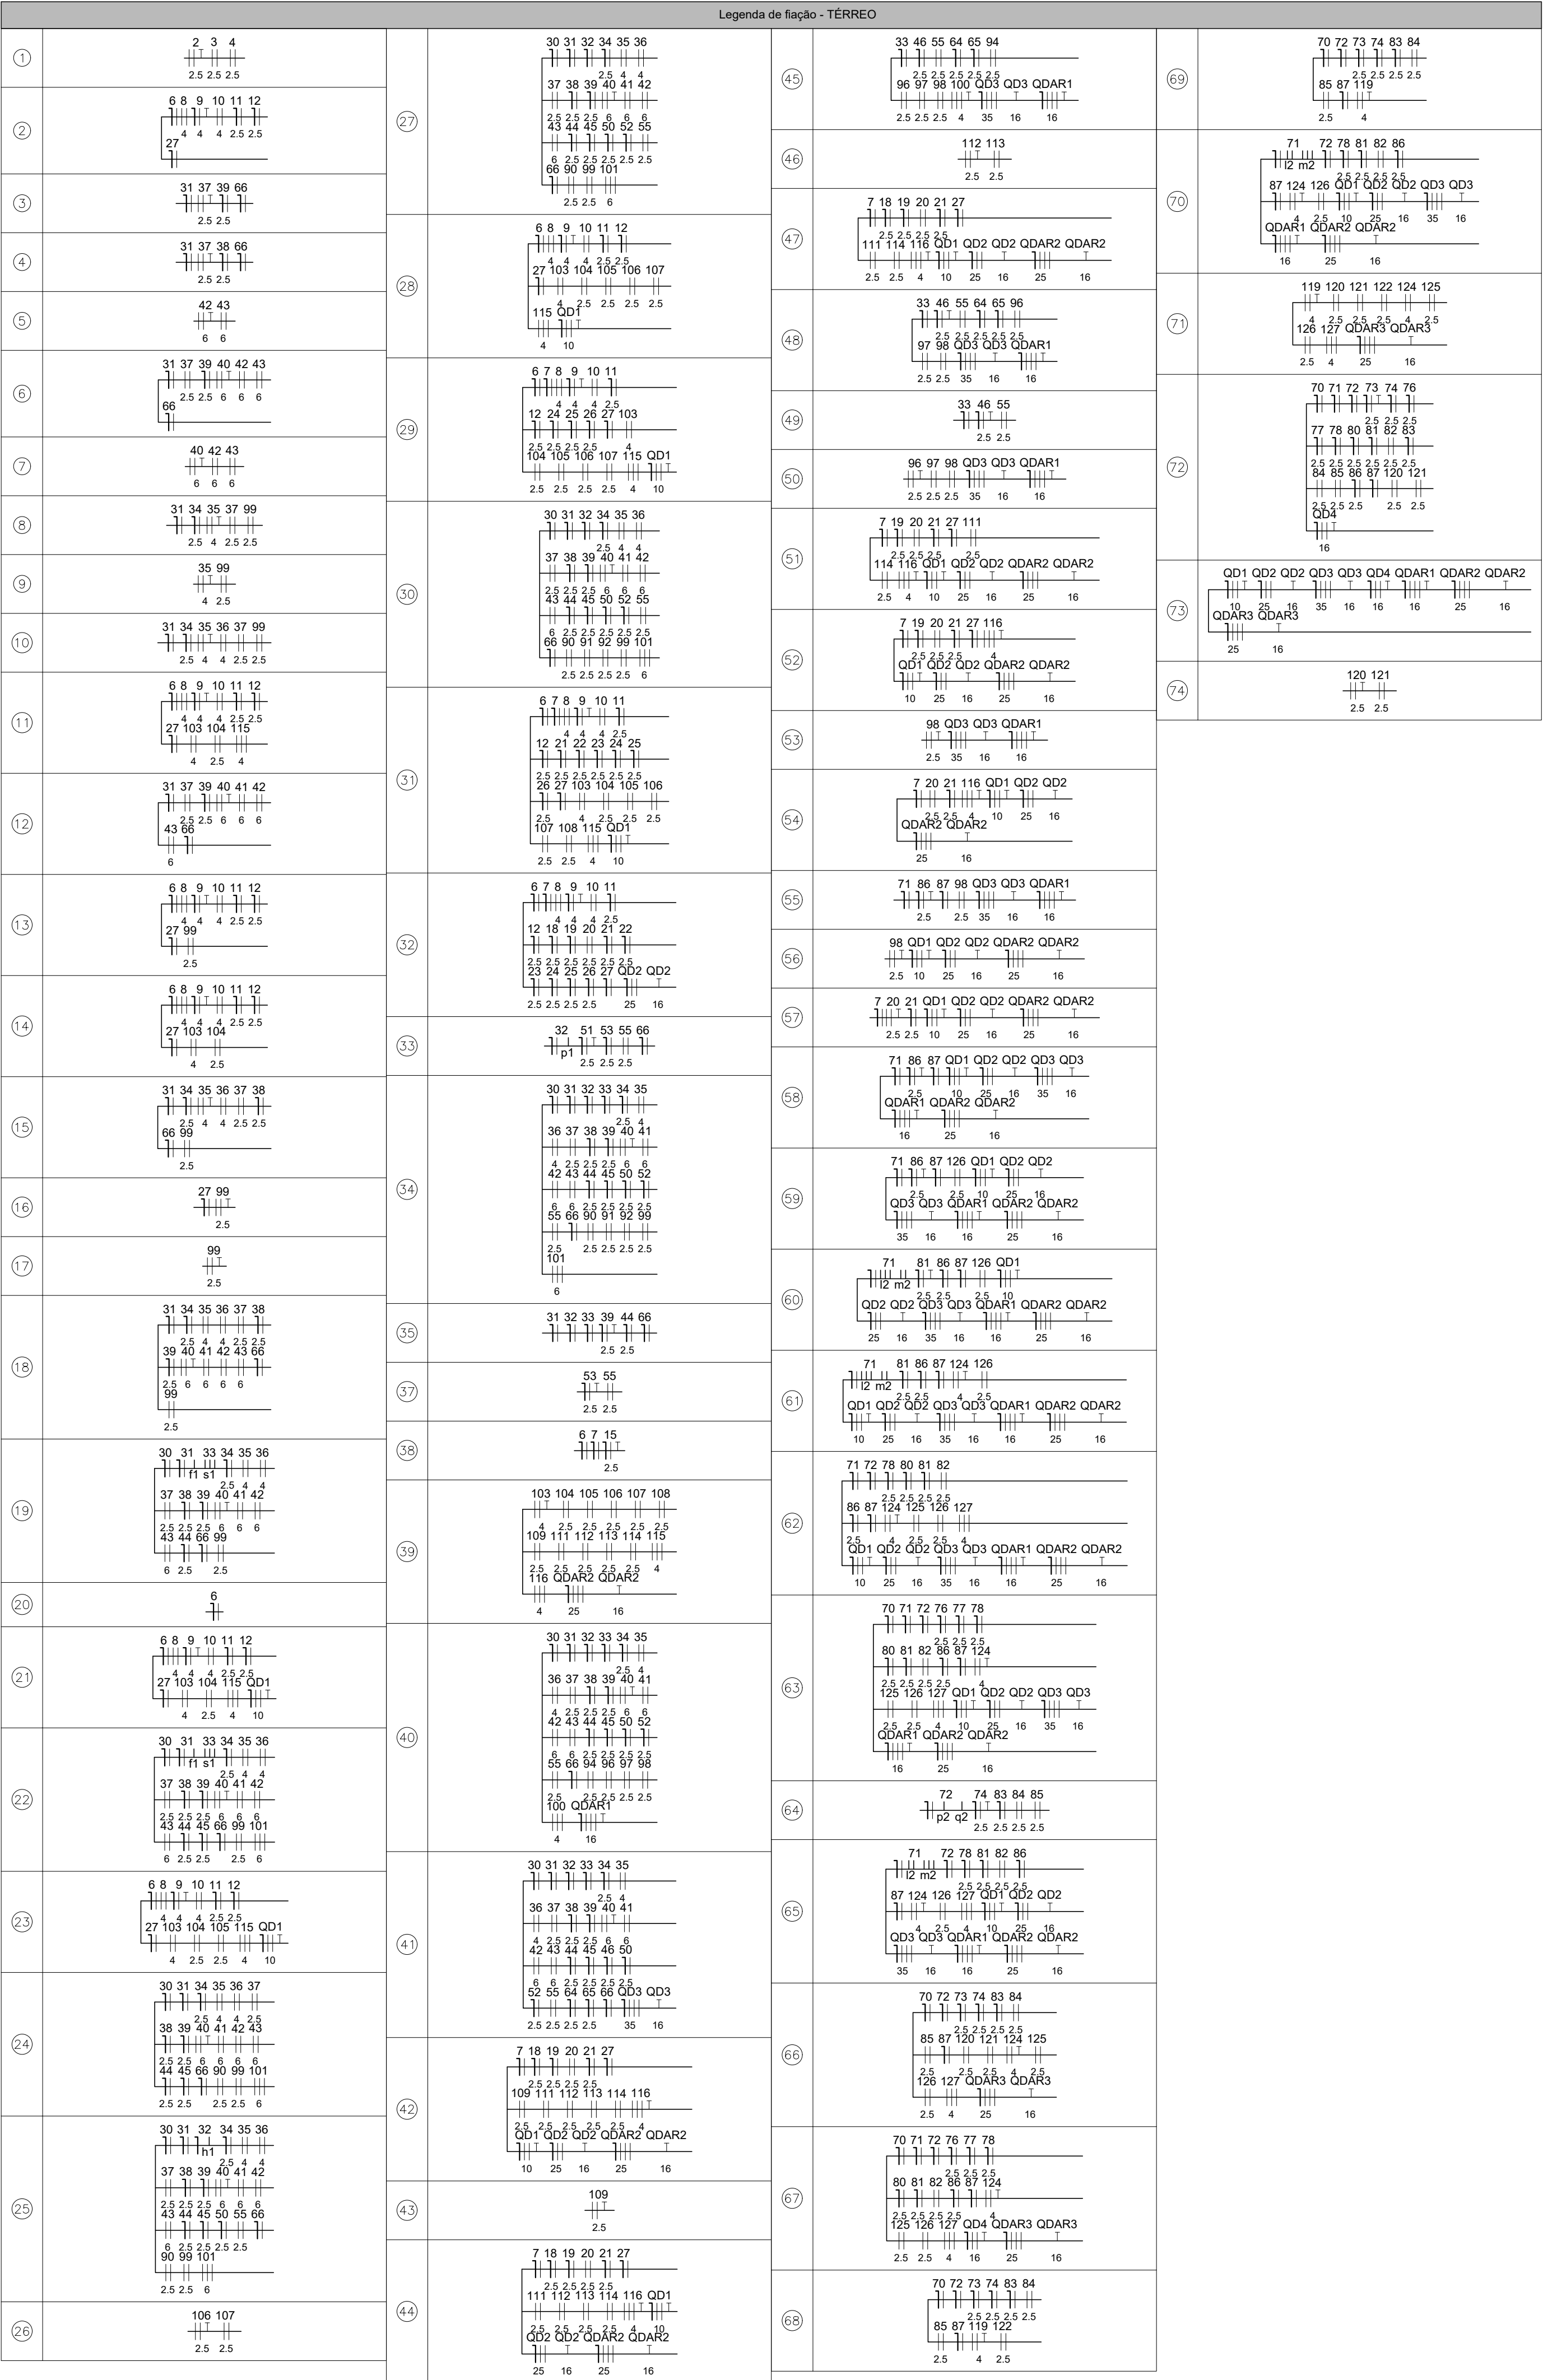 Legenda de fiação - TÉRREO
1
2 3 4
2.5 2.5 2.5
2
6 8 9 10 11 12
4 4 4 2.5 2.5
27
3
31 37 39 66
2.5 2.5
4
31 37 38 66
2.5 2.5
5
42 43
6 6
6
31 37 39 40 42 43
2.5 2.5 6 6 6
66
7
40 42 43
6 6 6
8
31 34 35 37 99
2.5 4 2.5 2.5
9
35 99
4 2.5
10
31 34 35 36 37 99
2.5 4 4 2.5 2.5
11
6 8 9 10 11 12
4 4 4 2.5 2.5
27 103 104 115
4 2.5 4
12
31 37 39 40 41 42
2.5 2.5 6 6 6
43 66
6
13
6 8 9 10 11 12
4 4 4 2.5 2.5
27 99
2.5
14
6 8 9 10 11 12
4 4 4 2.5 2.5
27 103 104
4 2.5
15
31 34 35 36 37 38
2.5 4 4 2.5 2.5
66 99
2.5
16
27 99
2.5
17
99
2.5
18
31 34 35 36 37 38
2.5 4 4 2.5 2.5
39 40 41 42 43 66
2.5 6 6 6 6
99
2.5
19
30 31 33 34 35 36
f1 s1
2.5 4 4
37 38 39 40 41 42
2.5 2.5 2.5 6 6 6
43 44 66 99
6 2.5 2.5
20
6
21
6 8 9 10 11 12
4 4 4 2.5 2.5
27 103 104 115 QD1
4 2.5 4 10
22
30 31 33 34 35 36
f1 s1
2.5 4 4
37 38 39 40 41 42
2.5 2.5 2.5 6 6 6
43 44 45 66 99 101
6 2.5 2.5 2.5 6
23
6 8 9 10 11 12
4 4 4 2.5 2.5
27 103 104 105 115 QD1
4 2.5 2.5 4 10
24
30 31 34 35 36 37
2.5 4 4 2.5
38 39 40 41 42 43
2.5 2.5 6 6 6 6
44 45 66 90 99 101
2.5 2.5 2.5 2.5 6
25
30 31 32 34 35 36
h1
2.5 4 4
37 38 39 40 41 42
2.5 2.5 2.5 6 6 6
43 44 45 50 55 66
6 2.5 2.5 2.5 2.5
90 99 101
2.5 2.5 6
26
106 107
2.5 2.5
27
30 31 32 34 35 36
2.5 4 4
37 38 39 40 41 42
2.5 2.5 2.5 6 6 6
43 44 45 50 52 55
6 2.5 2.5 2.5 2.5 2.5
66 90 99 101
2.5 2.5 6
28
6 8 9 10 11 12
4 4 4 2.5 2.5
27 103 104 105 106 107
4 2.5 2.5 2.5 2.5
115 QD1
4 10
29
6 7 8 9 10 11
4 4 4 2.5
12 24 25 26 27 103
2.5 2.5 2.5 2.5 4
104 105 106 107 115 QD1
2.5 2.5 2.5 2.5 4 10
30
30 31 32 34 35 36
2.5 4 4
37 38 39 40 41 42
2.5 2.5 2.5 6 6 6
43 44 45 50 52 55
6 2.5 2.5 2.5 2.5 2.5
66 90 91 92 99 101
2.5 2.5 2.5 2.5 6
31
6 7 8 9 10 11
4 4 4 2.5
12 21 22 23 24 25
2.5 2.5 2.5 2.5 2.5 2.5
26 27 103 104 105 106
2.5 4 2.5 2.5 2.5
107 108 115 QD1
2.5 2.5 4 10
32
6 7 8 9 10 11
4 4 4 2.5
12 18 19 20 21 22
2.5 2.5 2.5 2.5 2.5 2.5
23 24 25 26 27 QD2 QD2
2.5 2.5 2.5 2.5 25 16
33
32 51 53 55 66
p1
2.5 2.5 2.5
34
30 31 32 33 34 35
2.5 4
36 37 38 39 40 41
4 2.5 2.5 2.5 6 6
42 43 44 45 50 52
6 6 2.5 2.5 2.5 2.5
55 66 90 91 92 99
2.5 2.5 2.5 2.5 2.5
101
6
35
31 32 33 39 44 66
2.5 2.5
37
53 55
2.5 2.5
38
6 7 15
2.5
39
103 104 105 106 107 108
4 2.5 2.5 2.5 2.5 2.5
109 111 112 113 114 115
2.5 2.5 2.5 2.5 2.5 4
116 QDAR2 QDAR2
4 25 16
40
30 31 32 33 34 35
2.5 4
36 37 38 39 40 41
4 2.5 2.5 2.5 6 6
42 43 44 45 50 52
6 6 2.5 2.5 2.5 2.5
55 66 94 96 97 98
2.5 2.5 2.5 2.5 2.5
100 QDAR1
4 16
41
30 31 32 33 34 35
2.5 4
36 37 38 39 40 41
4 2.5 2.5 2.5 6 6
42 43 44 45 46 50
6 6 2.5 2.5 2.5 2.5
52 55 64 65 66 QD3 QD3
2.5 2.5 2.5 2.5 35 16
42
7 18 19 20 21 27
2.5 2.5 2.5 2.5
109 111 112 113 114 116
2.5 2.5 2.5 2.5 2.5 4
QD1 QD2 QD2 QDAR2 QDAR2
10 25 16 25 16
43
109
2.5
44
7 18 19 20 21 27
2.5 2.5 2.5 2.5
111 112 113 114 116 QD1
2.5 2.5 2.5 2.5 4 10
QD2 QD2 QDAR2 QDAR2
25 16 25 16
45
33 46 55 64 65 94
2.5 2.5 2.5 2.5 2.5
96 97 98 100 QD3 QD3 QDAR1
2.5 2.5 2.5 4 35 16 16
46
112 113
2.5 2.5
47
7 18 19 20 21 27
2.5 2.5 2.5 2.5
111 114 116 QD1 QD2 QD2 QDAR2 QDAR2
2.5 2.5 4 10 25 16 25 16
48
33 46 55 64 65 96
2.5 2.5 2.5 2.5 2.5
97 98 QD3 QD3 QDAR1
2.5 2.5 35 16 16
49
33 46 55
2.5 2.5
50
96 97 98 QD3 QD3 QDAR1
2.5 2.5 2.5 35 16 16
51
7 19 20 21 27 111
2.5 2.5 2.5 2.5
114 116 QD1 QD2 QD2 QDAR2 QDAR2
2.5 4 10 25 16 25 16
52
7 19 20 21 27 116
2.5 2.5 2.5 4
QD1 QD2 QD2 QDAR2 QDAR2
10 25 16 25 16
53
98 QD3 QD3 QDAR1
2.5 35 16 16
54
7 20 21 116 QD1 QD2 QD2
2.5 2.5 4 10 25 16
QDAR2 QDAR2
25 16
55
71 86 87 98 QD3 QD3 QDAR1
2.5 2.5 35 16 16
56
98 QD1 QD2 QD2 QDAR2 QDAR2
2.5 10 25 16 25 16
57
7 20 21 QD1 QD2 QD2 QDAR2 QDAR2
2.5 2.5 10 25 16 25 16
58
71 86 87 QD1 QD2 QD2 QD3 QD3
2.5 10 25 16 35 16
QDAR1 QDAR2 QDAR2
16 25 16
59
71 86 87 126 QD1 QD2 QD2
2.5 2.5 10 25 16
QD3 QD3 QDAR1 QDAR2 QDAR2
35 16 16 25 16
60
71 81 86 87 126 QD1
l2 m2
2.5 2.5 2.5 10
QD2 QD2 QD3 QD3 QDAR1 QDAR2 QDAR2
25 16 35 16 16 25 16
61
71 81 86 87 124 126
l2 m2
2.5 2.5 4 2.5
QD1 QD2 QD2 QD3 QD3 QDAR1 QDAR2 QDAR2
10 25 16 35 16 16 25 16
62
71 72 78 80 81 82
2.5 2.5 2.5 2.5
86 87 124 125 126 127
2.5 4 2.5 2.5 4
QD1 QD2 QD2 QD3 QD3 QDAR1 QDAR2 QDAR2
10 25 16 35 16 16 25 16
63
70 71 72 76 77 78
2.5 2.5 2.5
80 81 82 86 87 124
2.5 2.5 2.5 2.5 4
125 126 127 QD1 QD2 QD2 QD3 QD3
2.5 2.5 4 10 25 16 35 16
QDAR1 QDAR2 QDAR2
16 25 16
64
72 74 83 84 85
p2 q2
2.5 2.5 2.5 2.5
65
71 72 78 81 82 86
l2 m2
2.5 2.5 2.5 2.5
87 124 126 127 QD1 QD2 QD2
4 2.5 4 10 25 16
QD3 QD3 QDAR1 QDAR2 QDAR2
35 16 16 25 16
66
70 72 73 74 83 84
2.5 2.5 2.5 2.5
85 87 120 121 124 125
2.5 2.5 2.5 4 2.5
126 127 QDAR3 QDAR3
2.5 4 25 16
67
70 71 72 76 77 78
2.5 2.5 2.5
80 81 82 86 87 124
2.5 2.5 2.5 2.5 4
125 126 127 QD4 QDAR3 QDAR3
2.5 2.5 4 16 25 16
68
70 72 73 74 83 84
2.5 2.5 2.5 2.5
85 87 119 122
2.5 4 2.5
69
70 72 73 74 83 84
2.5 2.5 2.5 2.5
85 87 119
2.5 4
70
71 72 78 81 82 86
l2 m2
2.5 2.5 2.5 2.5
87 124 126 QD1 QD2 QD2 QD3 QD3
4 2.5 10 25 16 35 16
QDAR1 QDAR2 QDAR2
16 25 16
71
119 120 121 122 124 125
4 2.5 2.5 2.5 4 2.5
126 127 QDAR3 QDAR3
2.5 4 25 16
72
70 71 72 73 74 76
2.5 2.5 2.5
77 78 80 81 82 83
2.5 2.5 2.5 2.5 2.5 2.5
84 85 86 87 120 121
2.5 2.5 2.5 2.5 2.5
QD4
16
73
QD1 QD2 QD2 QD3 QD3 QD4 QDAR1 QDAR2 QDAR2
10 25 16 35 16 16 16 25 16
QDAR3 QDAR3
25 16
74
120 121
2.5 2.5